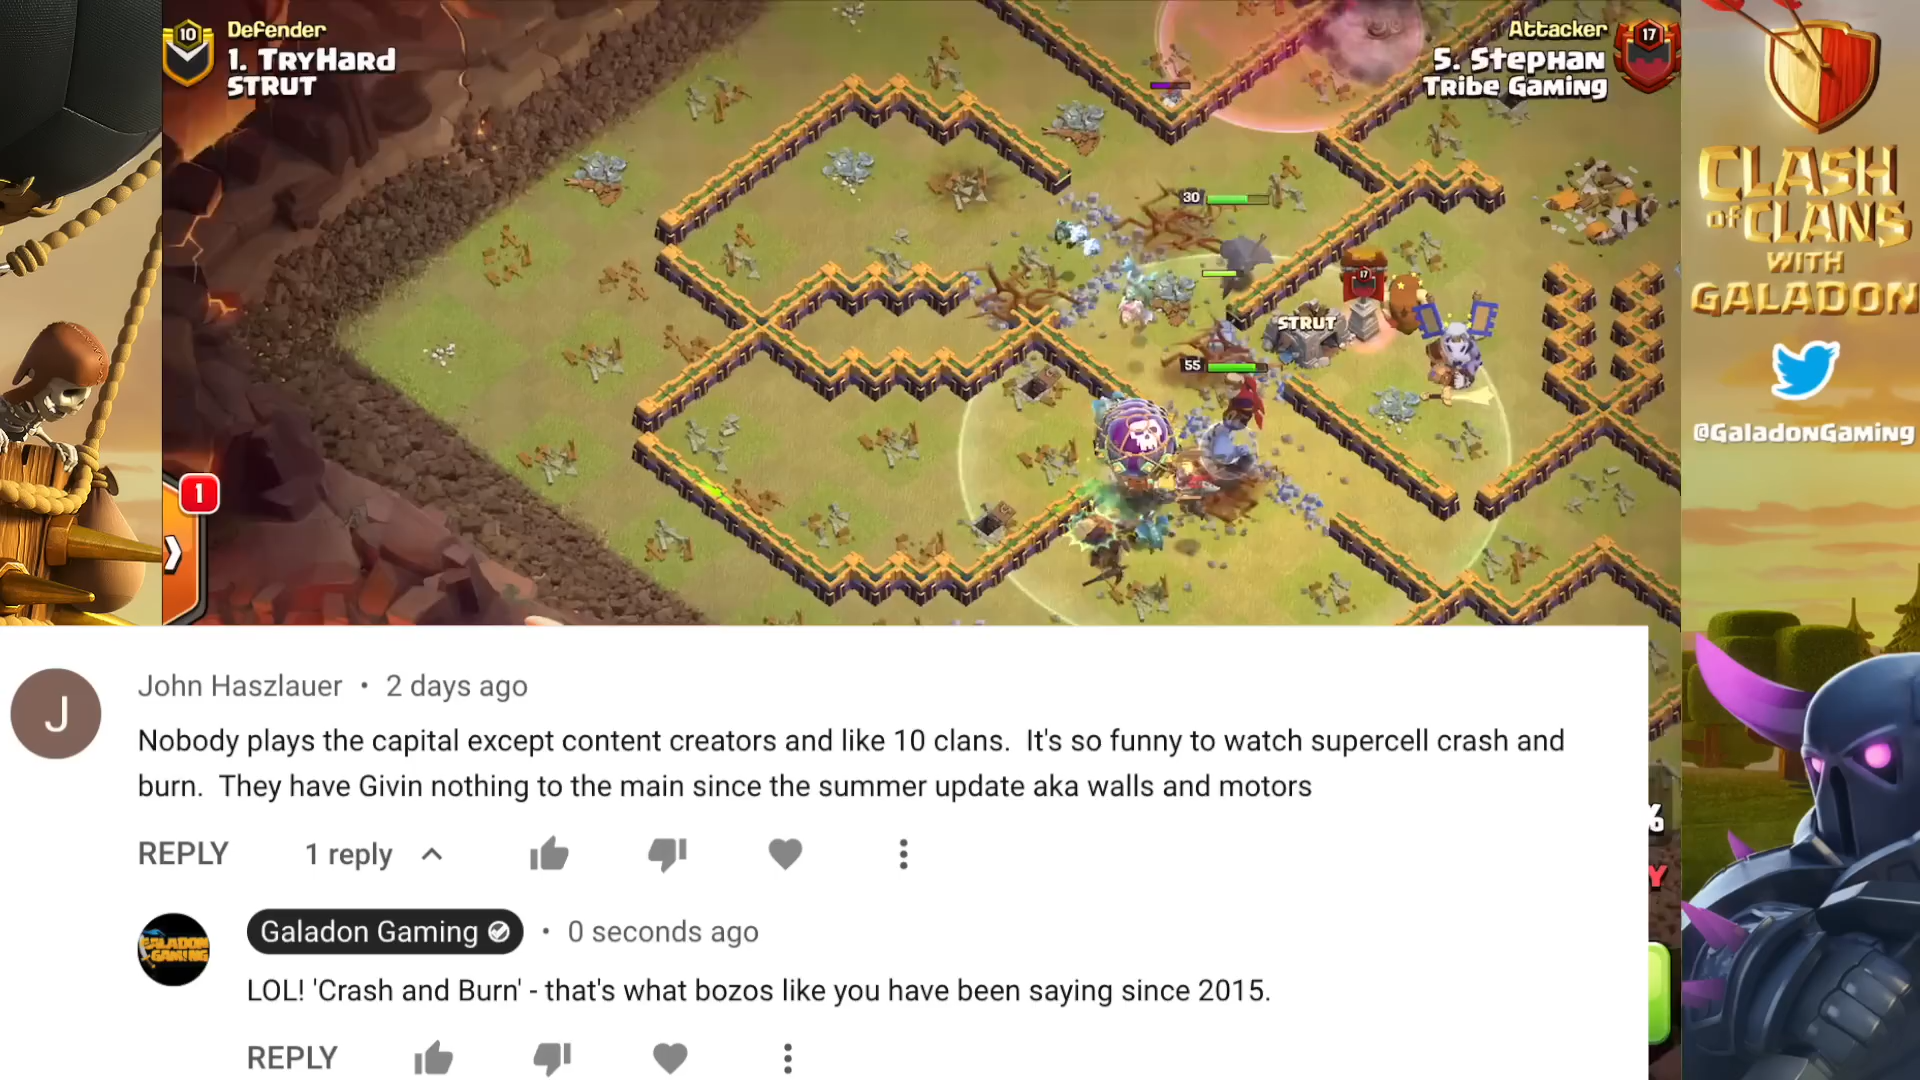 10
Defender
1. TryHard
STRUT
Attacker
5. Stephan
Tribe Gaming
17
CLASH
OF CLANS
WITH
GALADON
@GaladonGaming
30
17
STRUT
55
1
John Haszlauer • 2 days ago
Nobody plays the capital except content creators and like 10 clans.  It's so funny to watch supercell crash and
burn.  They have Givin nothing to the main since the summer update aka walls and motors
REPLY 1 reply
GALADON
GAMING
Galadon Gaming • 0 seconds ago
LOL! 'Crash and Burn' - that's what bozos like you have been saying since 2015.
REPLY
J
%
Y